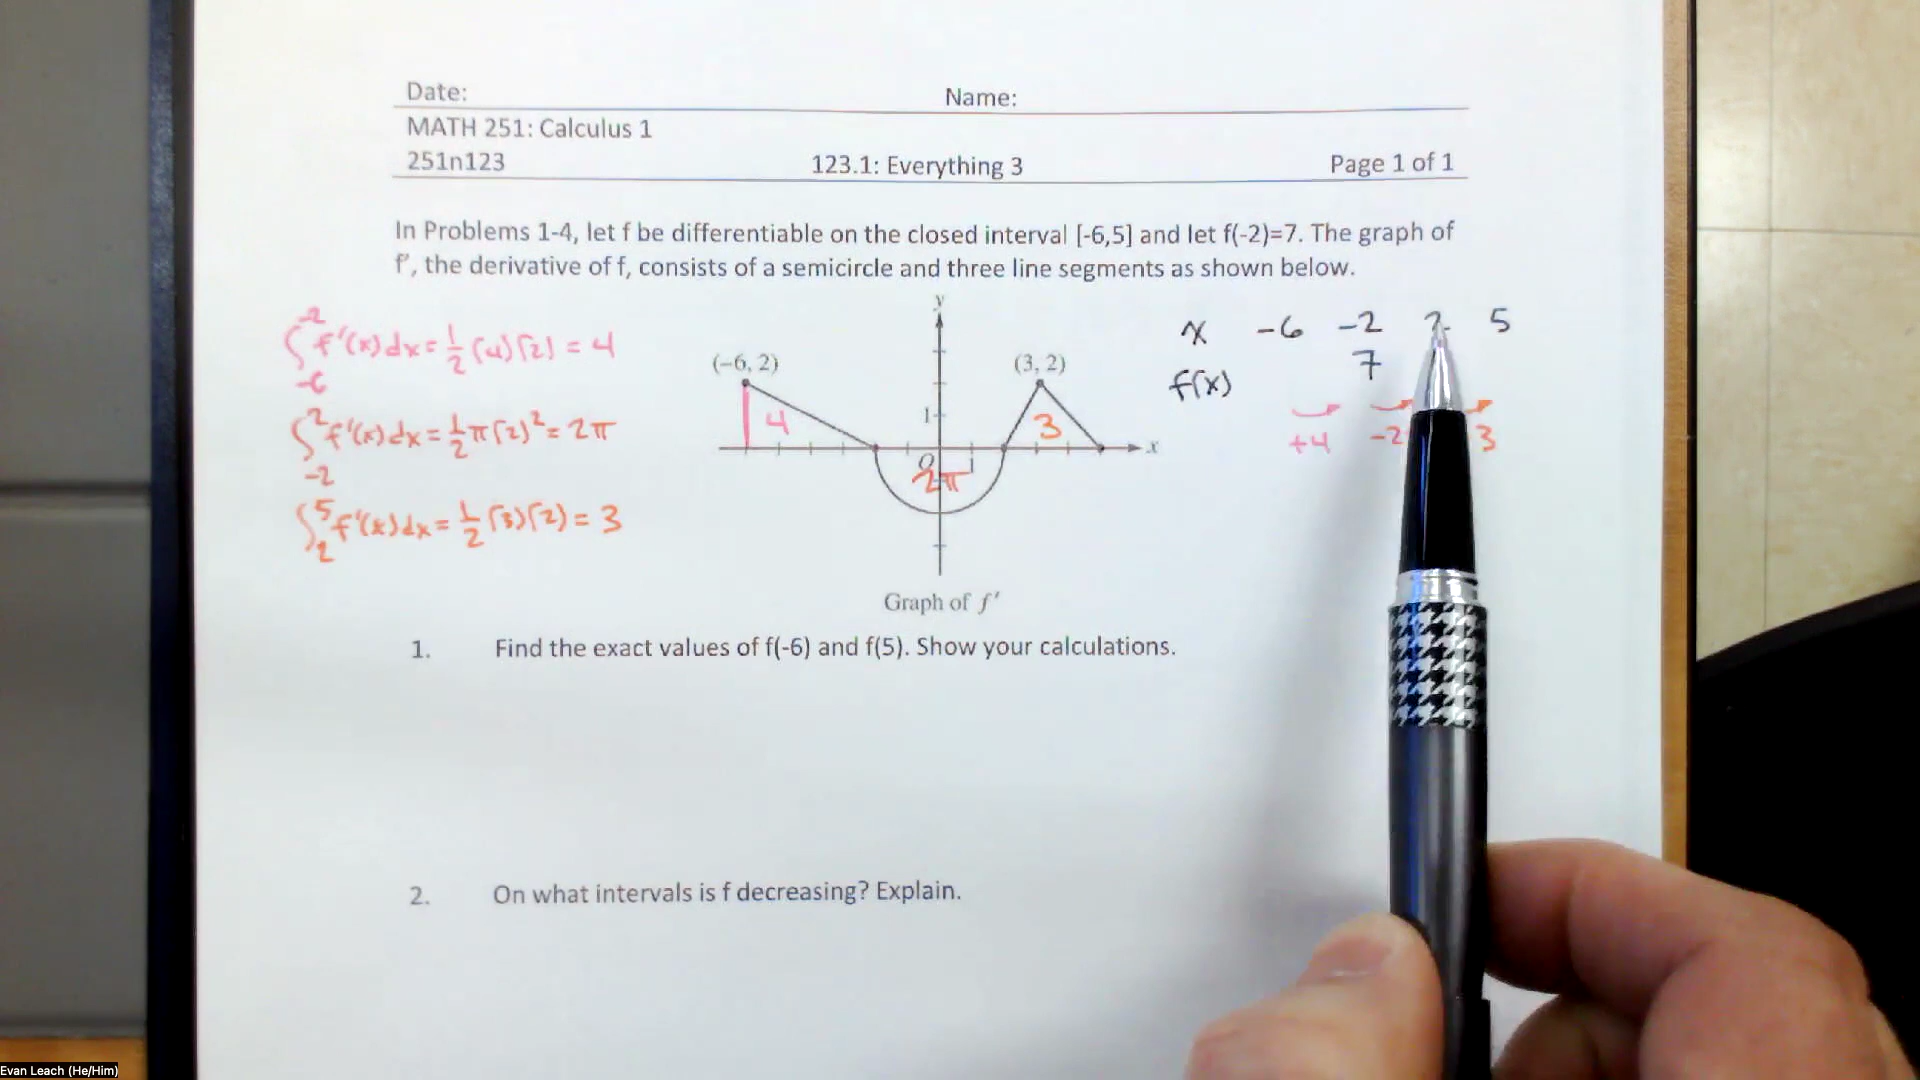 Date: Name:
MATH 251: Calculus 1
251n123 123.1: Everything 3 Page 1 of 1
In Problems 1-4, let f be differentiable on the closed interval [-6,5] and let f(-2)=7. The graph of
f', the derivative of f, consists of a semicircle and three line segments as shown below.
∫_{-6}^{-2} f'(x)dx = 1/2 (4)(2) = 4
∫_{-2}^{2} f'(x)dx = 1/2 π(2)² = 2π
∫_{2}^{5} f'(x)dx = 1/2 (3)(2) = 3
y
(−6, 2) (3, 2)
4 1 3
x
O 1
2π
Graph of f'
x -6 -2 2 5
f(x) 7
+4 -2 3
1. Find the exact values of f(-6) and f(5). Show your calculations.
2. On what intervals is f decreasing? Explain.
Evan Leach (He/Him)